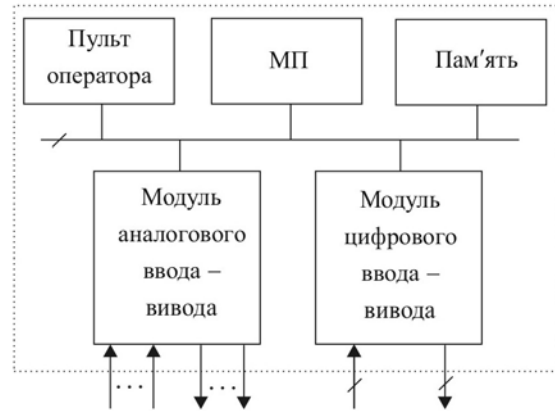 Пульт
оператора
МП
Пам′ять
Модуль
аналогового
ввода –
вивода
Модуль
цифрового
ввода –
вивода
...
...